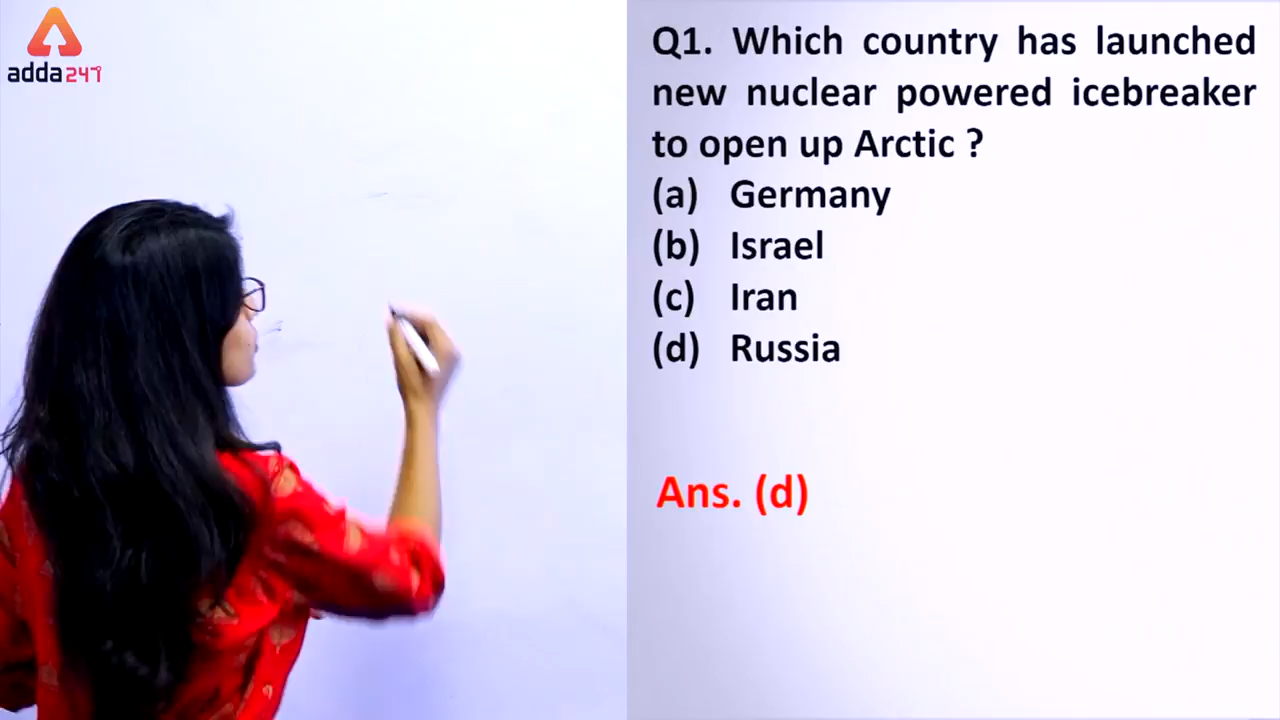 adda247
Q1. Which country has launched
new nuclear powered icebreaker
to open up Arctic ?
(a) Germany
(b) Israel
(c) Iran
(d) Russia
Ans. (d)